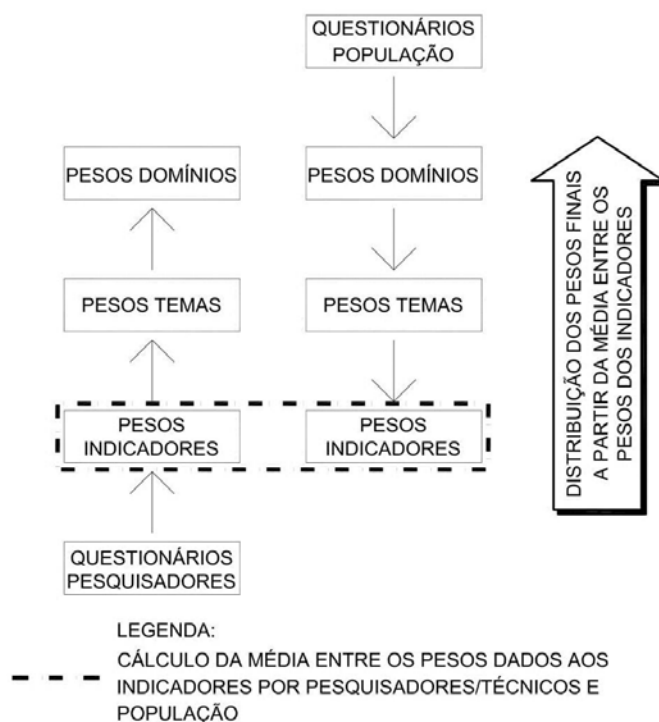 QUESTIONÁRIOS
POPULAÇÃO
PESOS DOMÍNIOS
PESOS DOMÍNIOS
PESOS TEMAS
PESOS TEMAS
PESOS
INDICADORES
PESOS
INDICADORES
QUESTIONÁRIOS
PESQUISADORES
DISTRIBUIÇÃO DOS PESOS FINAIS
A PARTIR DA MÉDIA ENTRE OS
PESOS DOS INDICADORES
LEGENDA:
CÁLCULO DA MÉDIA ENTRE OS PESOS DADOS AOS
INDICADORES POR PESQUISADORES/TÉCNICOS E
POPULAÇÃO